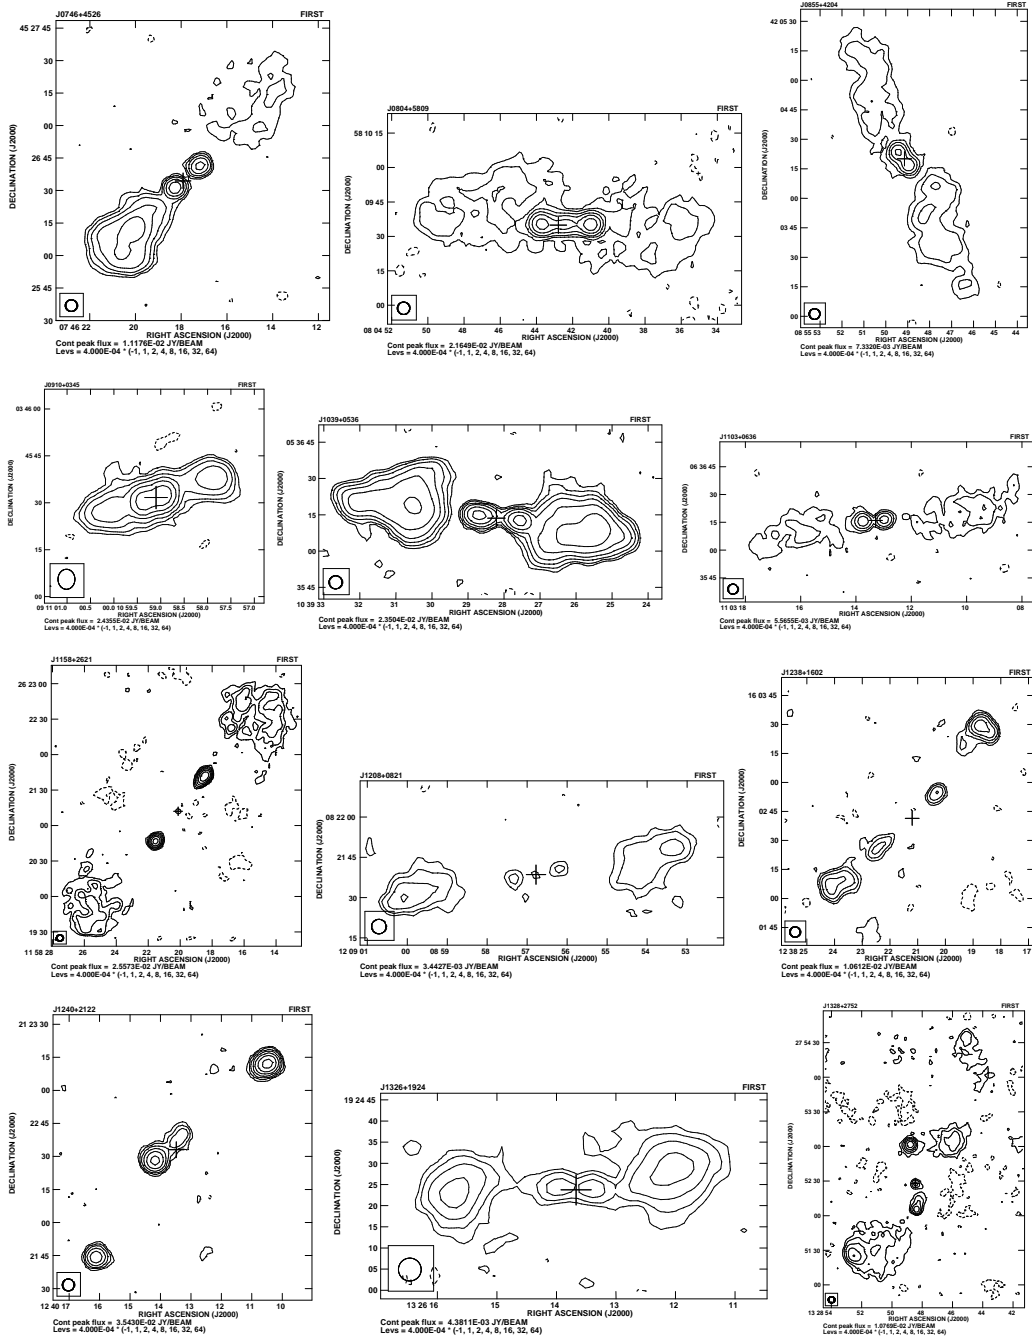 J0746+4526 FIRST
DECLINATION (J2000)
45 27 45
30
15
00
26 45
30
15
00
25 45
30
07 46 22 20 18 16 14 12
RIGHT ASCENSION (J2000)
Cont peak flux = 1.1176E-02 JY/BEAM
Levs = 4.000E-04 * (-1, 1, 2, 4, 8, 16, 32, 64)
J0804+5809 FIRST
DECLINATION (J2000)
58 10 15
00
09 45
30
15
00
08 04 52 50 48 46 44 42 40 38 36 34
RIGHT ASCENSION (J2000)
Cont peak flux = 2.1649E-02 JY/BEAM
Levs = 4.000E-04 * (-1, 1, 2, 4, 8, 16, 32, 64)
J0855+4204 FIRST
DECLINATION (J2000)
42 05 30
15
00
04 45
30
15
00
03 45
30
15
00
08 55 53 52 51 50 49 48 47 46 45 44
RIGHT ASCENSION (J2000)
Cont peak flux = 7.3320E-03 JY/BEAM
Levs = 4.000E-04 * (-1, 1, 2, 4, 8, 16, 32, 64)
J0910+0345 FIRST
DECLINATION (J2000)
03 46 00
45 45
30
15
00
09 11 01.0 00.5 00.0 10 59.5 59.0 58.5 58.0 57.5 57.0
RIGHT ASCENSION (J2000)
Cont peak flux = 2.4355E-02 JY/BEAM
Levs = 4.000E-04 * (-1, 1, 2, 4, 8, 16, 32, 64)
J1039+0536 FIRST
DECLINATION (J2000)
05 36 45
30
15
00
35 45
10 39 33 32 31 30 29 28 27 26 25 24
RIGHT ASCENSION (J2000)
Cont peak flux = 2.3504E-02 JY/BEAM
Levs = 4.000E-04 * (-1, 1, 2, 4, 8, 16, 32, 64)
J1103+0636 FIRST
DECLINATION (J2000)
06 36 45
30
15
00
35 45
11 03 18 16 14 12 10 08
RIGHT ASCENSION (J2000)
Cont peak flux = 5.5655E-03 JY/BEAM
Levs = 4.000E-04 * (-1, 1, 2, 4, 8, 16, 32, 64)
J1158+2621 FIRST
DECLINATION (J2000)
26 23 00
22 30
00
21 30
00
20 30
00
19 30
11 58 28 26 24 22 20 18 16 14
RIGHT ASCENSION (J2000)
Cont peak flux = 2.5573E-02 JY/BEAM
Levs = 4.000E-04 * (-1, 1, 2, 4, 8, 16, 32, 64)
J1208+0821 FIRST
DECLINATION (J2000)
08 22 00
21 45
30
15
12 09 01 00 08 59 58 57 56 55 54 53
RIGHT ASCENSION (J2000)
Cont peak flux = 3.4427E-03 JY/BEAM
Levs = 4.000E-04 * (-1, 1, 2, 4, 8, 16, 32, 64)
J1238+1602 FIRST
DECLINATION (J2000)
16 03 45
30
15
00
02 45
30
15
00
01 45
12 38 25 24 23 22 21 20 19 18 17
RIGHT ASCENSION (J2000)
Cont peak flux = 1.0612E-02 JY/BEAM
Levs = 4.000E-04 * (-1, 1, 2, 4, 8, 16, 32, 64)
J1240+2122 FIRST
DECLINATION (J2000)
21 23 30
15
00
22 45
30
15
00
21 45
30
12 40 17 16 15 14 13 12 11 10
RIGHT ASCENSION (J2000)
Cont peak flux = 3.5430E-02 JY/BEAM
Levs = 4.000E-04 * (-1, 1, 2, 4, 8, 16, 32, 64)
J1326+1924 FIRST
DECLINATION (J2000)
19 24 45
40
35
30
25
20
15
10
05
00
13 26 16 15 14 13 12 11
RIGHT ASCENSION (J2000)
Cont peak flux = 4.3811E-03 JY/BEAM
Levs = 4.000E-04 * (-1, 1, 2, 4, 8, 16, 32, 64)
J1328+2752 FIRST
DECLINATION (J2000)
27 54 30
00
53 30
00
52 30
00
51 30
00
13 28 54 52 50 48 46 44 42
RIGHT ASCENSION (J2000)
Cont peak flux = 1.0769E-02 JY/BEAM
Levs = 4.000E-04 * (-1, 1, 2, 4, 8, 16, 32, 64)